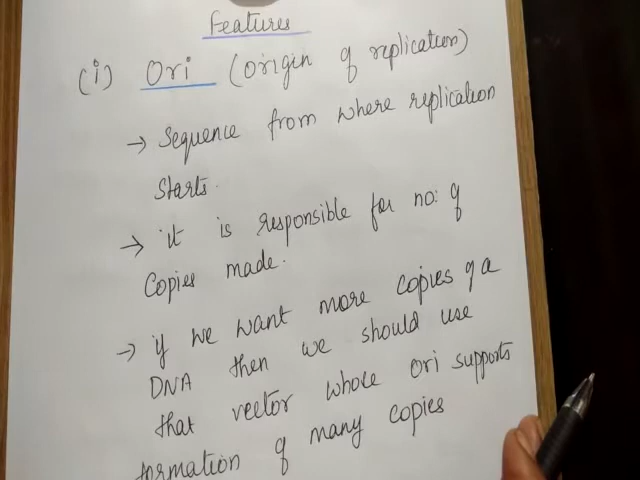 Features
(i) Ori (origin of replication)
→ sequence from where replication
starts.
→ it is responsible for no: of
copies made.
→ if we want more copies of a
DNA then we should use
that vector whose ori supports
formation of many copies